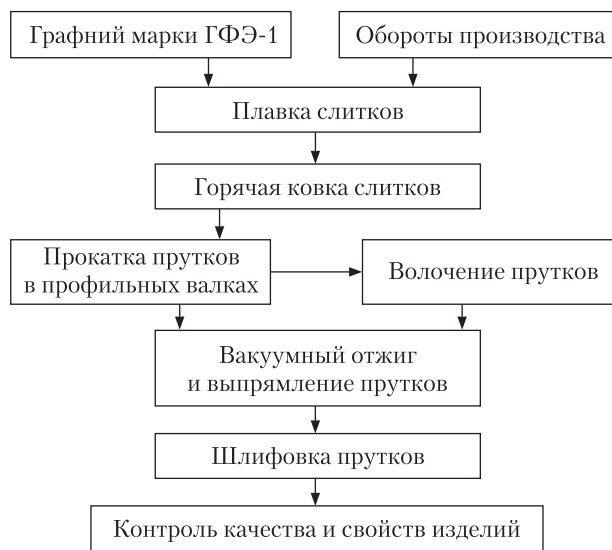 Графний марки ГФЭ-1
Обороты производства
Плавка слитков
Горячая ковка слитков
Прокатка прутков
в профильных валках
Волочение прутков
Вакуумный отжиг
и выпрямление прутков
Шлифовка прутков
Контроль качества и свойств изделий